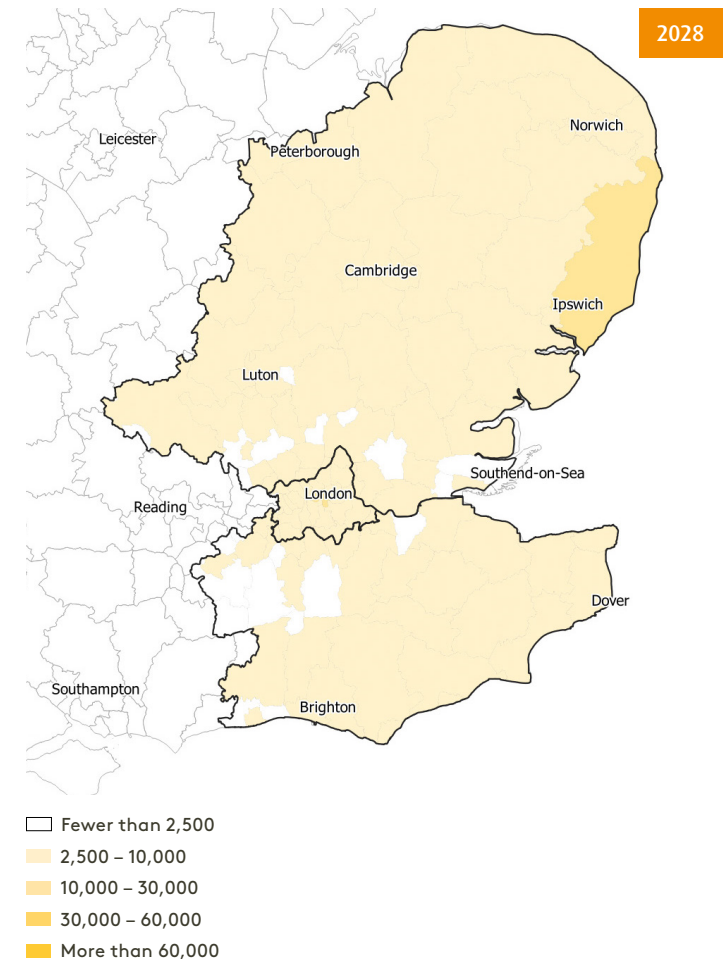 2028
Norwich
Leicester
Peterborough
Cambridge
Ipswich
Luton
Southend-on-Sea
London
Reading
Dover
Southampton
Brighton
Fewer than 2,500
2,500 – 10,000
10,000 – 30,000
30,000 – 60,000
More than 60,000